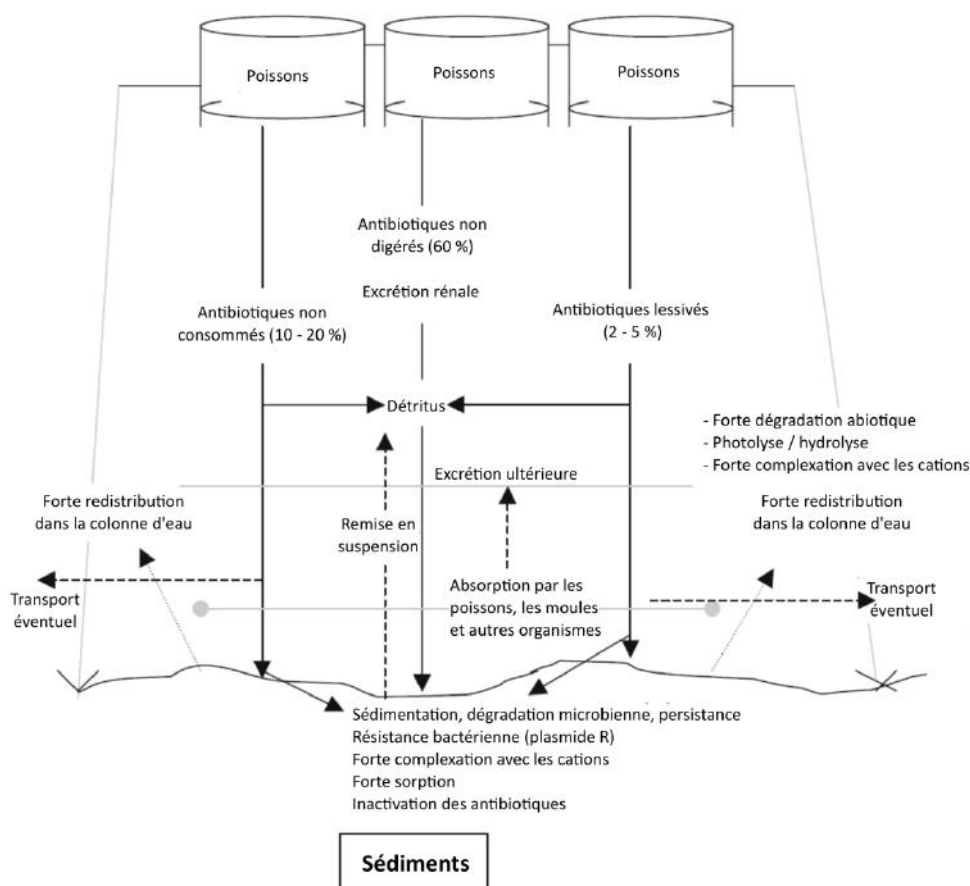 Poissons
Poissons
Poissons
Antibiotiques non
digérés (60 %)
Excrétion rénale
Antibiotiques non
consommés (10 - 20 %)
Antibiotiques lessivés
(2 - 5 %)
Détritus
- Forte dégradation abiotique
- Photolyse / hydrolyse
- Forte complexation avec les cations
Excrétion ultérieure
Forte redistribution
dans la colonne d'eau
Forte redistribution
dans la colonne d'eau
Remise en
suspension
Absorption par les
poissons, les moules
et autres organismes
Transport
éventuel
Transport
éventuel
Sédimentation, dégradation microbienne, persistance
Résistance bactérienne (plasmide R)
Forte complexation avec les cations
Forte sorption
Inactivation des antibiotiques
Sédiments